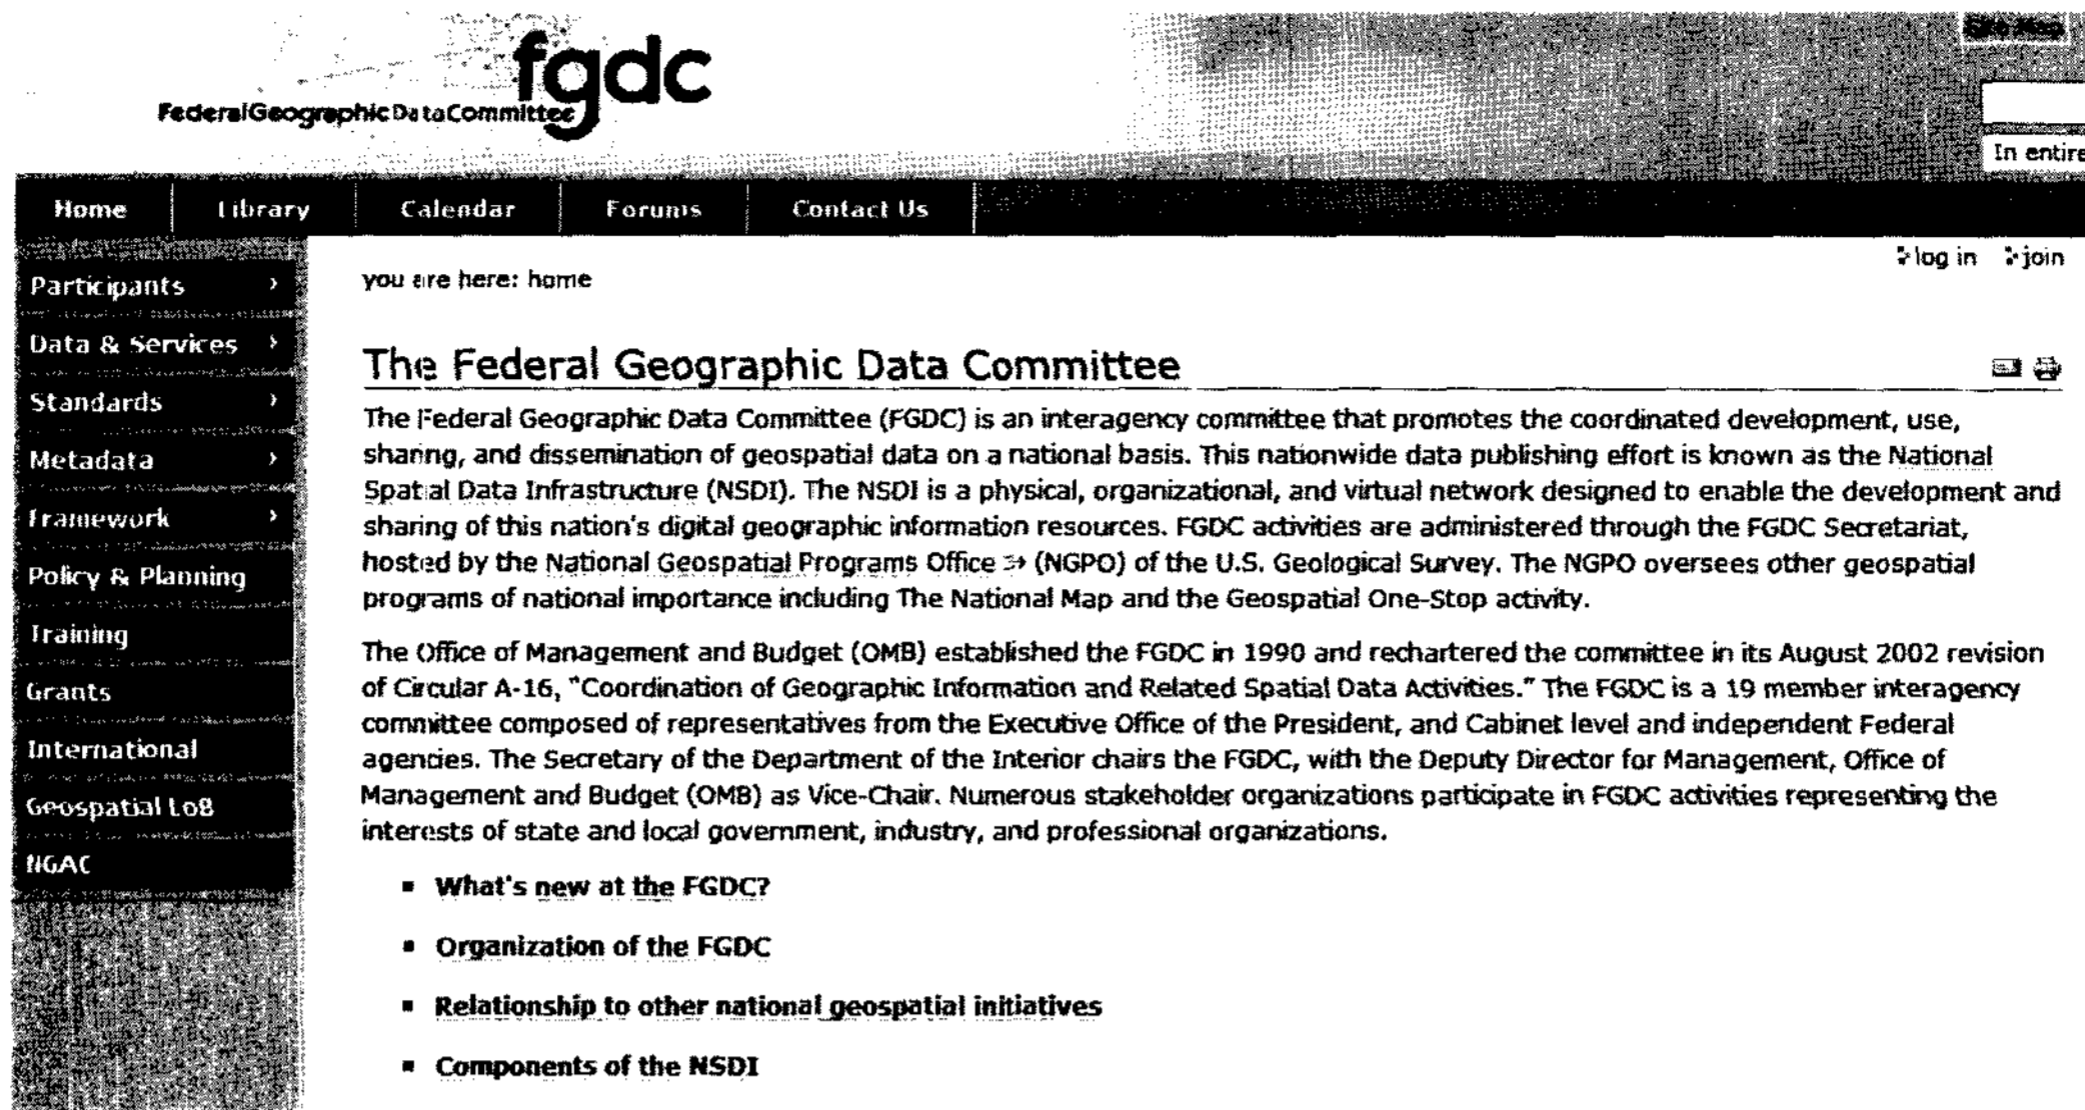 Site Map
fgdc
FederalGeographicDataCommittee
In entire
Home Library Calendar Forums Contact Us
log in join
you are here: home
Participants
Data & Services
Standards
Metadata
Framework
Policy & Planning
Training
Grants
International
Geospatial LoB
NGAC
The Federal Geographic Data Committee
The Federal Geographic Data Committee (FGDC) is an interagency committee that promotes the coordinated development, use,
sharing, and dissemination of geospatial data on a national basis. This nationwide data publishing effort is known as the National
Spatial Data Infrastructure (NSDI). The NSDI is a physical, organizational, and virtual network designed to enable the development and
sharing of this nation's digital geographic information resources. FGDC activities are administered through the FGDC Secretariat,
hosted by the National Geospatial Programs Office (NGPO) of the U.S. Geological Survey. The NGPO oversees other geospatial
programs of national importance including The National Map and the Geospatial One-Stop activity.
The Office of Management and Budget (OMB) established the FGDC in 1990 and rechartered the committee in its August 2002 revision
of Circular A-16, "Coordination of Geographic Information and Related Spatial Data Activities." The FGDC is a 19 member interagency
committee composed of representatives from the Executive Office of the President, and Cabinet level and independent Federal
agencies. The Secretary of the Department of the Interior chairs the FGDC, with the Deputy Director for Management, Office of
Management and Budget (OMB) as Vice-Chair. Numerous stakeholder organizations participate in FGDC activities representing the
interests of state and local government, industry, and professional organizations.
What's new at the FGDC?
Organization of the FGDC
Relationship to other national geospatial initiatives
Components of the NSDI